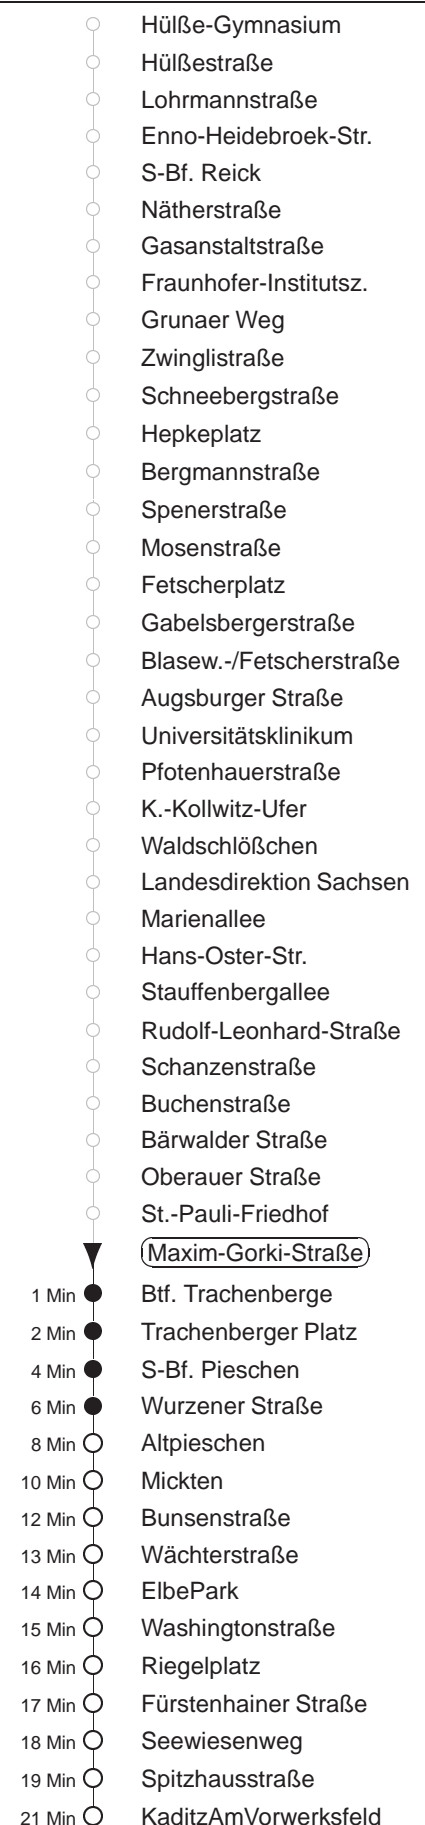 Hülße-Gymnasium
Hülßestraße
Lohrmannstraße
Enno-Heidebroek-Str.
S-Bf. Reick
Nätherstraße
Gasanstaltstraße
Fraunhofer-Institutsz.
Grunaer Weg
Zwinglistraße
Schneebergstraße
Hepkeplatz
Bergmannstraße
Spenerstraße
Mosenstraße
Fetscherplatz
Gabelsbergerstraße
Blasew.-/Fetscherstraße
Augsburger Straße
Universitätsklinikum
Pfotenhauerstraße
K.-Kollwitz-Ufer
Waldschlößchen
Landesdirektion Sachsen
Marienallee
Hans-Oster-Str.
Stauffenbergallee
Rudolf-Leonhard-Straße
Schanzenstraße
Buchenstraße
Bärwalder Straße
Oberauer Straße
St.-Pauli-Friedhof
Maxim-Gorki-Straße
1 Min Btf. Trachenberge
2 Min Trachenberger Platz
4 Min S-Bf. Pieschen
6 Min Wurzener Straße
8 Min Altpieschen
10 Min Mickten
12 Min Bunsenstraße
13 Min Wächterstraße
14 Min ElbePark
15 Min Washingtonstraße
16 Min Riegelplatz
17 Min Fürstenhainer Straße
18 Min Seewiesenweg
19 Min Spitzhausstraße
21 Min KaditzAmVorwerksfeld